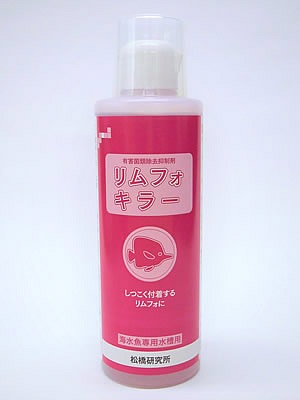 有害菌類除去抑制剤
リムフォ
キラー
しつこく付着する
リムフォに
海水魚専用水槽用
松橋研究所